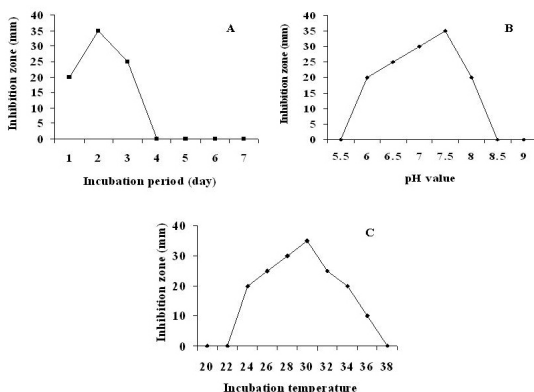 A
Inhibition zone (mm)
40
35
30
25
20
15
10
5
0
1 2 3 4 5 6 7
Incubation period (day)
B
Inhibition zone (mm)
40
35
30
25
20
15
10
5
0
5.5 6 6.5 7 7.5 8 8.5 9
pH value
C
Inhibition zone (mm)
40
30
20
10
0
20 22 24 26 28 30 32 34 36 38
Incubation temperature